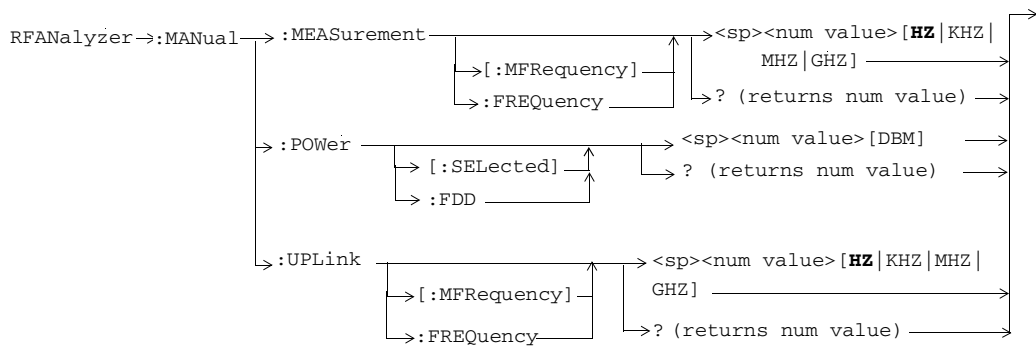 RFANalyzer :MANual :MEASurement <sp><num value>[HZ|KHZ|
MHZ|GHZ]
[:MFRequency]
:FREQuency
? (returns num value)
:POWer <sp><num value>[DBM]
[:SELected] ? (returns num value)
:FDD
:UPLink <sp><num value>[HZ|KHZ|MHZ|
GHZ]
[:MFRequency]
:FREQuency ? (returns num value)